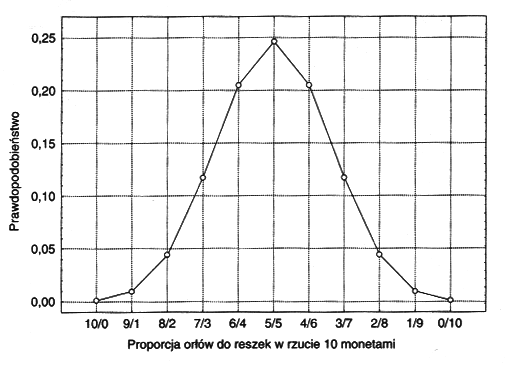 Prawdopodobieństwo
0,25
0,20
0,15
0,10
0,05
0,00
10/0 9/1 8/2 7/3 6/4 5/5 4/6 3/7 2/8 1/9 0/10
Proporcja orłów do reszek w rzucie 10 monetami